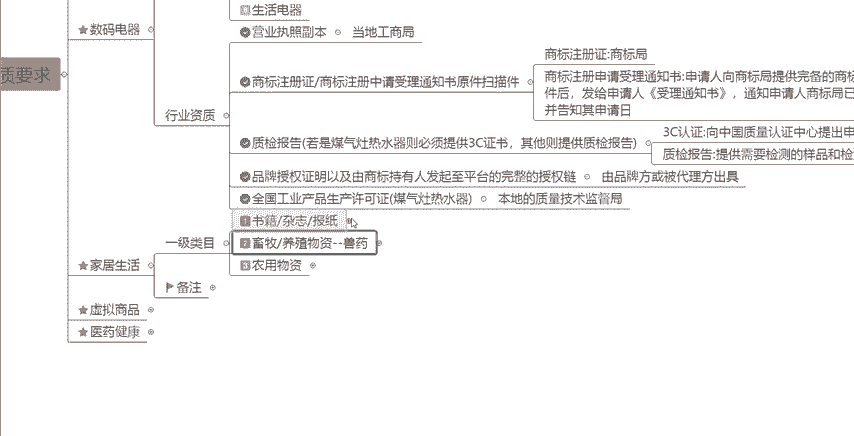 生活电器
数码电器
营业执照副本
当地工商局
质要求
商标注册证:商标局
商标注册证/商标注册申请受理通知书原件扫描件
商标注册申请受理通知书:申请人向商标局提供完备的商标
件后，发给申请人《受理通知书》，通知申请人商标局已
并告知其申请日
行业资质
质检报告(若是煤气灶热水器则必须提供3C证书，其他则提供质检报告)
3C认证:向中国质量认证中心提出申
质检报告:提供需要检测的样品和检
品牌授权证明以及由商标持有人发起至平台的完整的授权链
由品牌方或被代理方出具
全国工业产品生产许可证(煤气灶热水器)
本地的质量技术监督局
1 书籍/杂志/报纸
一级类目
2 畜牧/养殖物资--兽药
家居生活
3 农用物资
备注
虚拟商品
医药健康